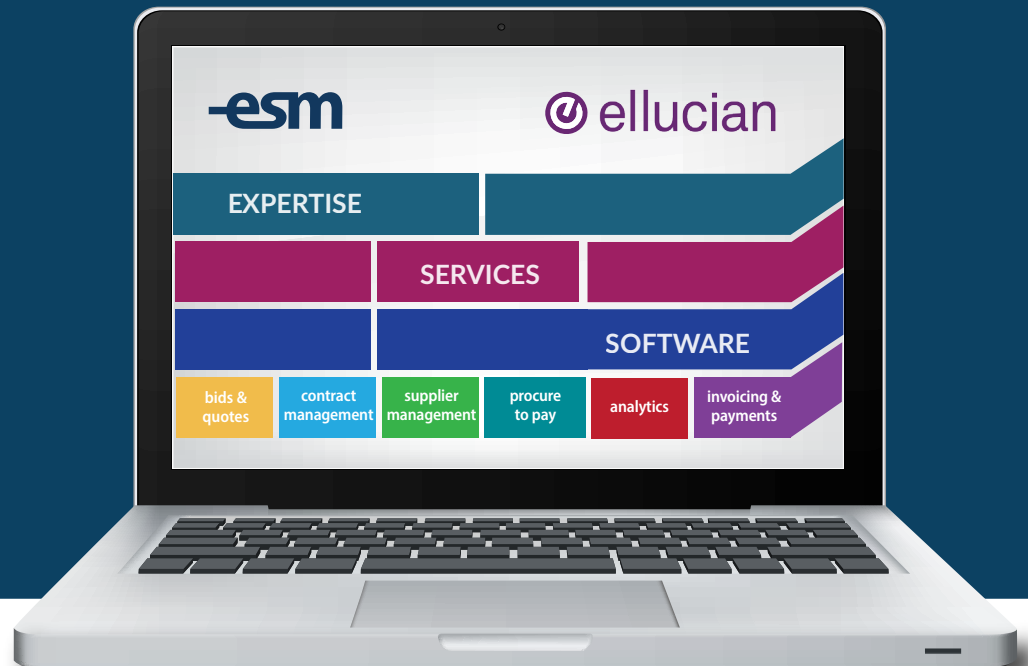 esm
ellucian
EXPERTISE
SERVICES
SOFTWARE
bids &
quotes
contract
management
supplier
management
procure
to pay
analytics
invoicing &
payments